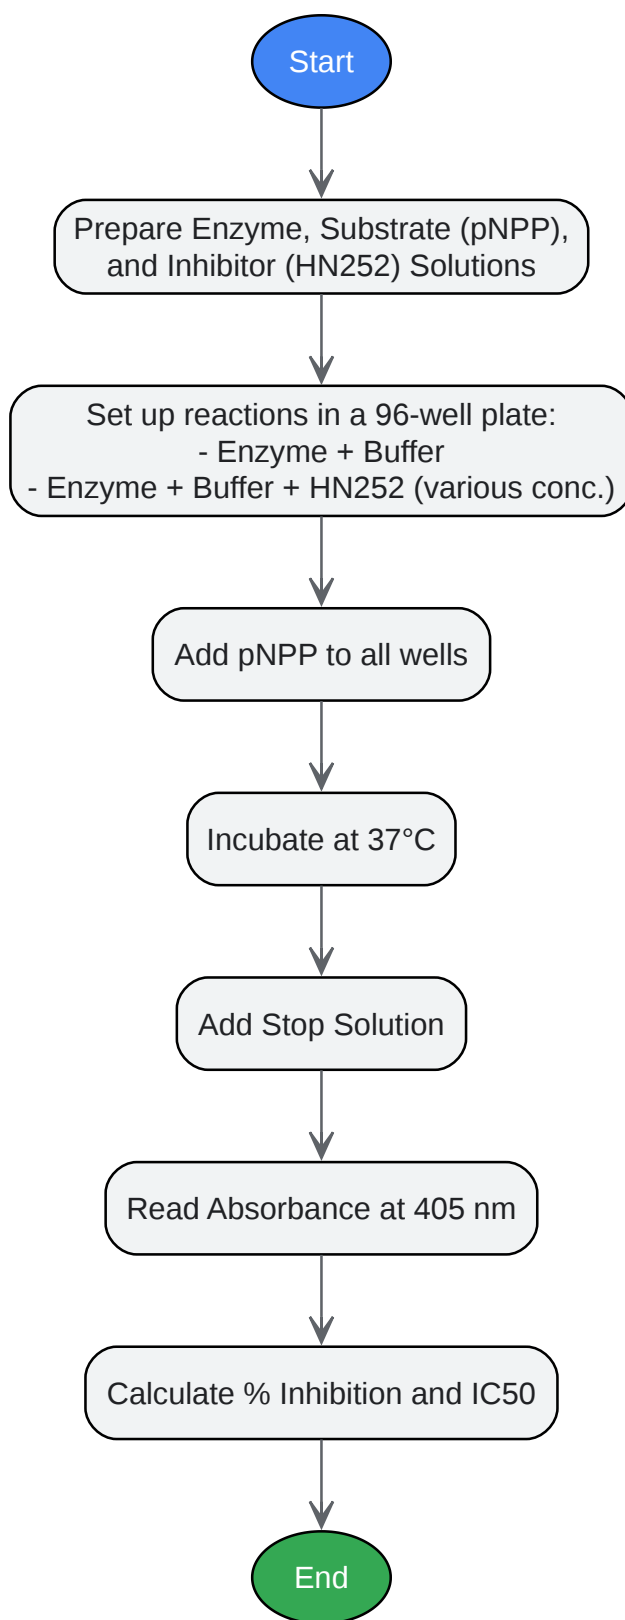 Start
Prepare Enzyme, Substrate (pNPP),
and Inhibitor (HN252) Solutions
Set up reactions in a 96-well plate:
- Enzyme + Buffer
- Enzyme + Buffer + HN252 (various conc.)
Add pNPP to all wells
Incubate at 37°C
Add Stop Solution
Read Absorbance at 405 nm
Calculate % Inhibition and IC50
End